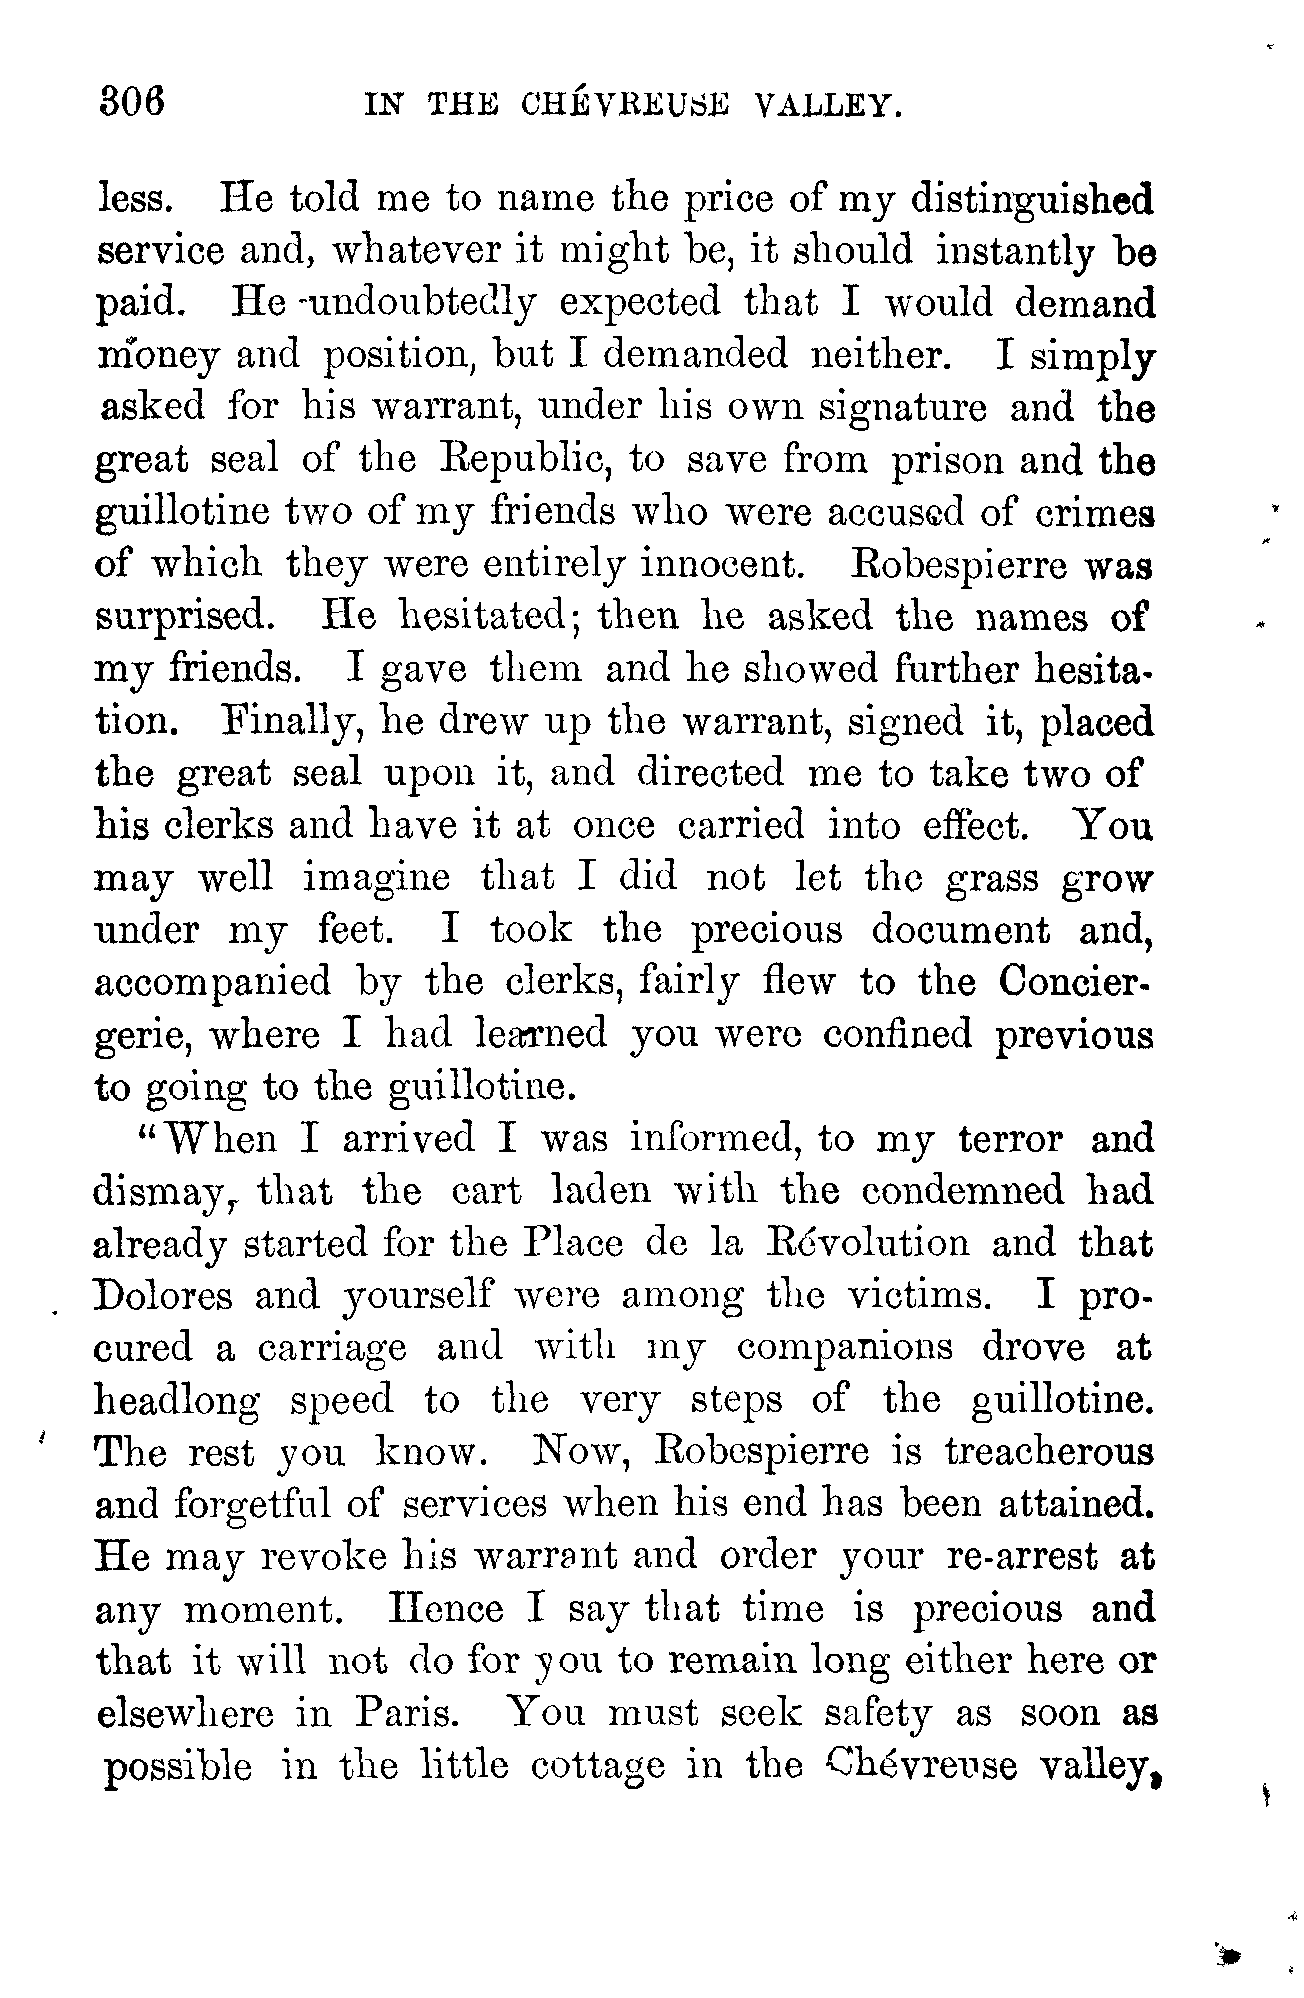 306 IN THE CHÉVREUSE VALLEY.
less. He told me to name the price of my distinguished
service and, whatever it might be, it should instantly be
paid. He undoubtedly expected that I would demand
money and position, but I demanded neither. I simply
asked for his warrant, under his own signature and the
great seal of the Republic, to save from prison and the
guillotine two of my friends who were accused of crimes
of which they were entirely innocent. Robespierre was
surprised. He hesitated; then he asked the names of
my friends. I gave them and he showed further hesita-
tion. Finally, he drew up the warrant, signed it, placed
the great seal upon it, and directed me to take two of
his clerks and have it at once carried into effect. You
may well imagine that I did not let the grass grow
under my feet. I took the precious document and,
accompanied by the clerks, fairly flew to the Concier-
gerie, where I had learned you were confined previous
to going to the guillotine.
"When I arrived I was informed, to my terror and
dismay, that the cart laden with the condemned had
already started for the Place de la Révolution and that
Dolores and yourself were among the victims. I pro-
cured a carriage and with my companions drove at
headlong speed to the very steps of the guillotine.
The rest you know. Now, Robespierre is treacherous
and forgetful of services when his end has been attained.
He may revoke his warrant and order your re-arrest at
any moment. Hence I say that time is precious and
that it will not do for you to remain long either here or
elsewhere in Paris. You must seek safety as soon as
possible in the little cottage in the Chévreuse valley,